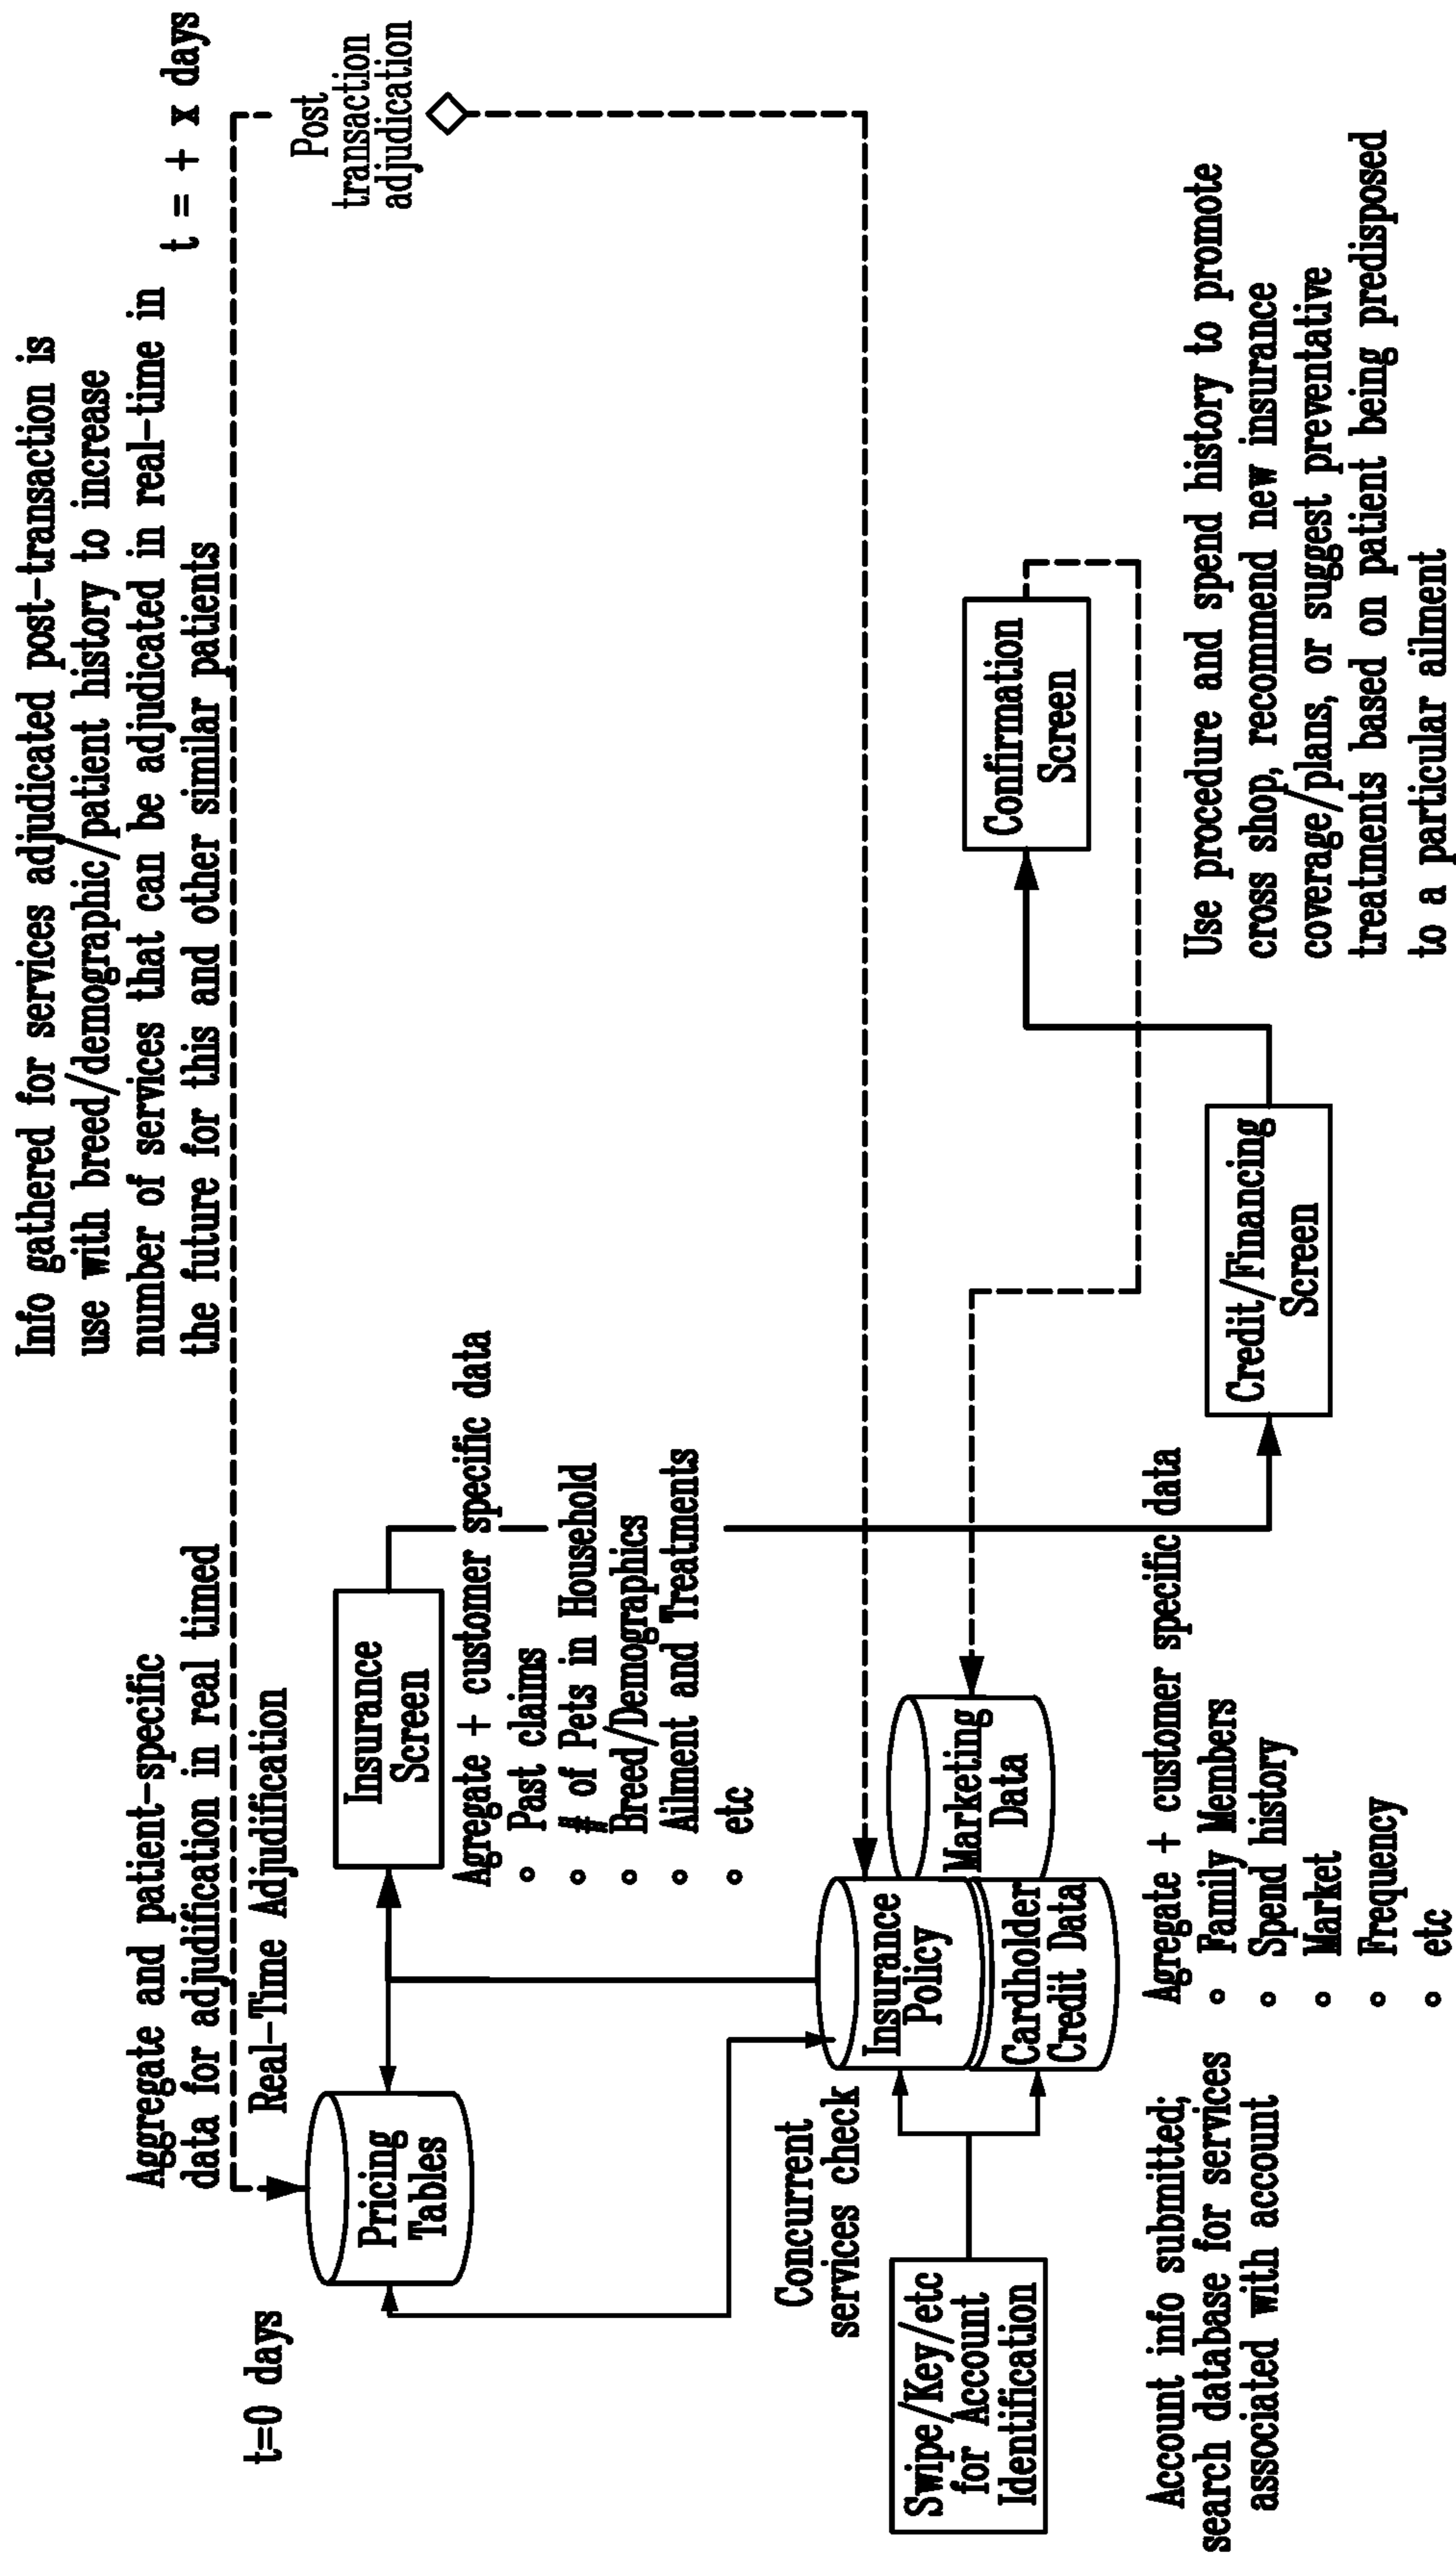 Info gathered for services adjudicated post-transaction is
use with breed/demographic/patient history to increase
number of services that can be adjudicated in real-time in
the future for this and other similar patients
t = + x days
Aggregate and patient-specific
data for adjudification in real timed
Real-Time Adjudification
t=0 days
Post
transaction
adjudication
Pricing
Tables
Insurance
Screen
Agregate + customer specific data
° Past claims
° # of Pets in Household
° Breed/Demographics
° Ailment and Treatments
° etc
Concurrent
services check
Swipe/Key/etc
for Account
Identification
Insurance
Policy
Cardholder
Credit Data
Marketing
Data
Confirmation
Screen
Credit/Financing
Screen
Account info submitted;
search database for services
associated with account
Agregate + customer specific data
° Family Members
° Spend history
° Market
° Frequency
° etc
Use procedure and spend history to promote
cross shop, recommend new insurance
coverage/plans, or suggest preventative
treatments based on patient being predisposed
to a particular ailment